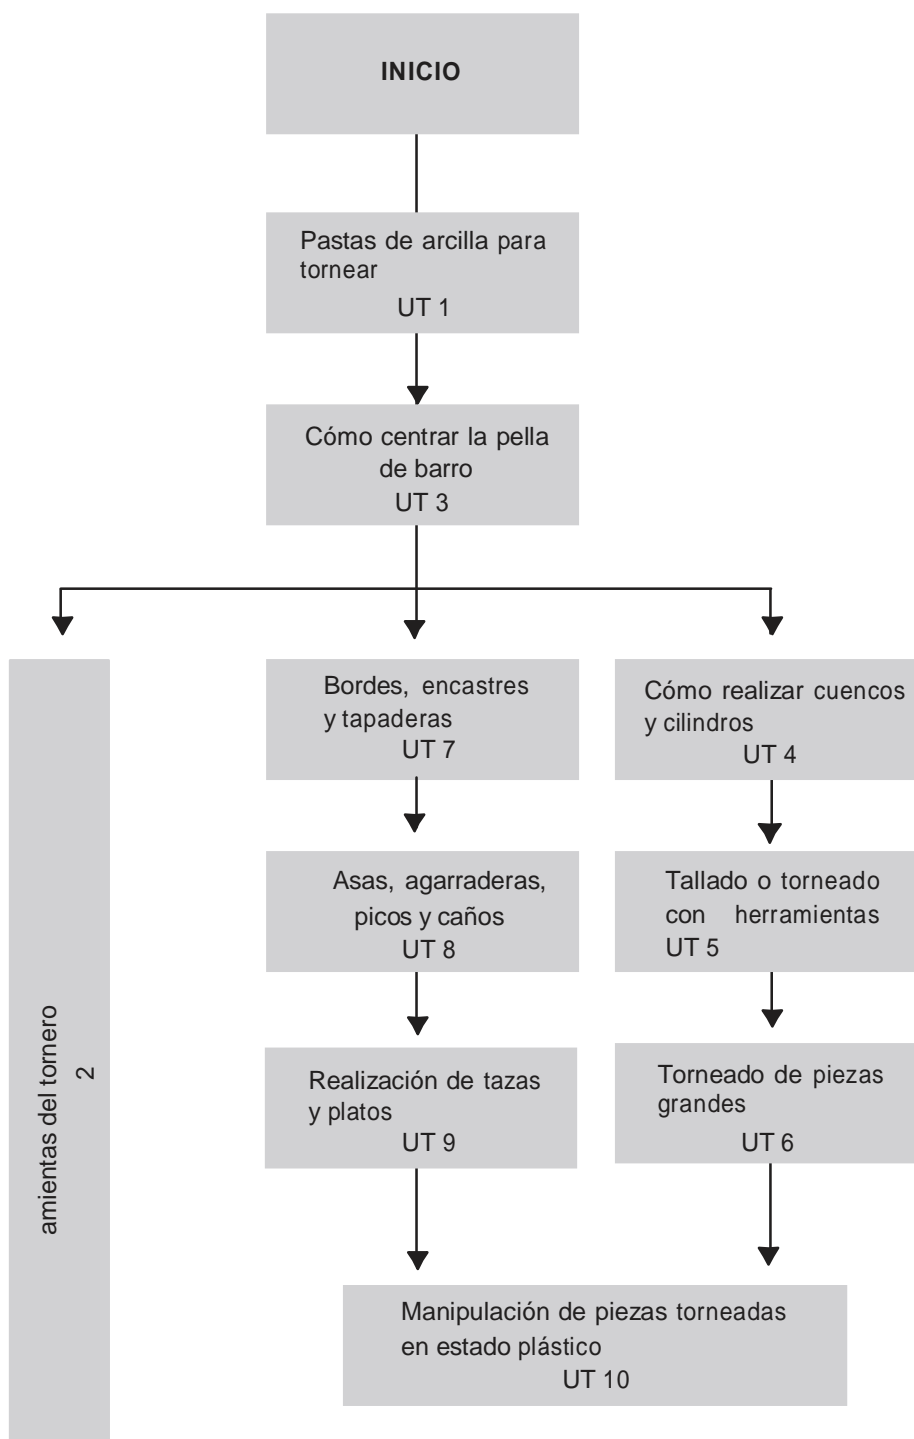 INICIO
Pastas de arcilla para
tornear
UT 1
Cómo centrar la pella
de barro
UT 3
amientas del tornero
2
Bordes, encastres
y tapaderas
UT 7
Cómo realizar cuencos
y cilindros
UT 4
Asas, agarraderas,
picos y caños
UT 8
Tallado o torneado
con herramientas
UT 5
Realización de tazas
y platos
UT 9
Torneado de piezas
grandes
UT 6
Manipulación de piezas torneadas
en estado plástico
UT 10